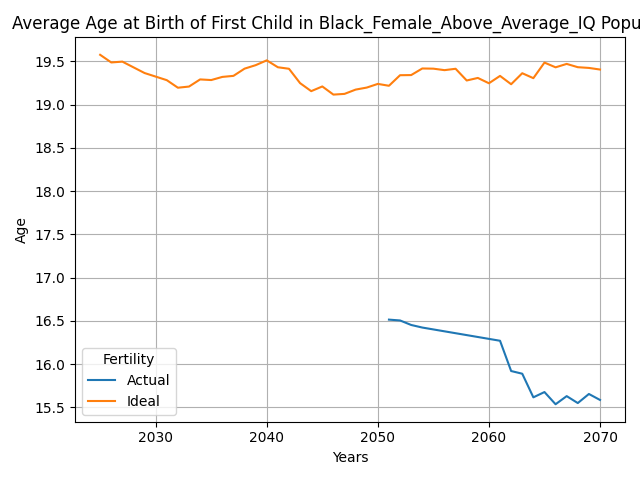 Average Age at Birth of First Child in Black_Female_Above_Average_IQ Popu
19.5
19.0
18.5
18.0
17.5
17.0
16.5
16.0
15.5
Age
Fertility
Actual
Ideal
2030 2040 2050 2060 2070
Years